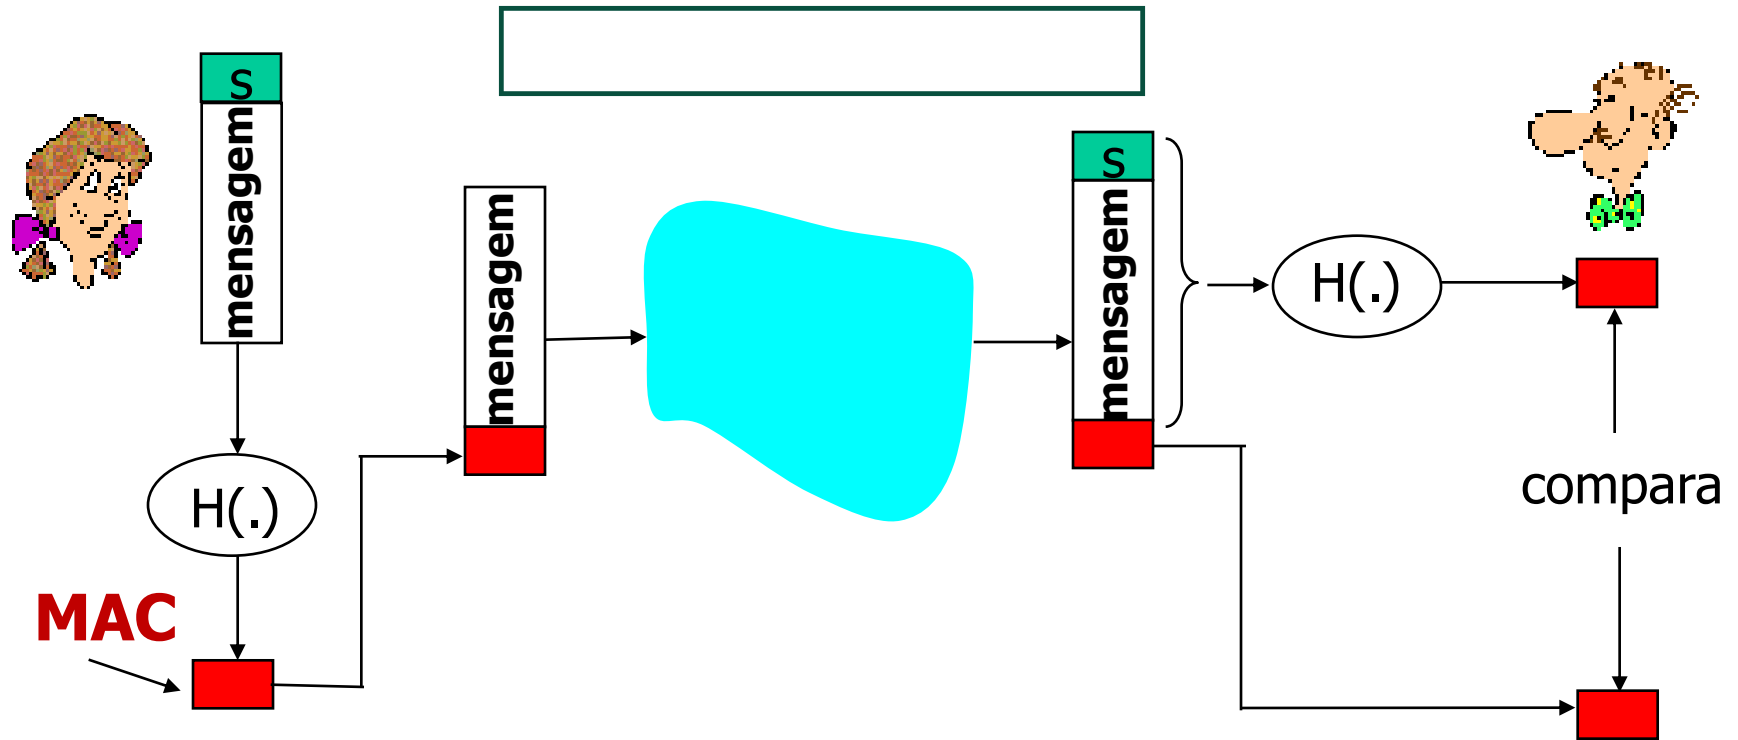 s
mensagem
H(.)
MAC
mensagem
s
mensagem
H(.)
compara